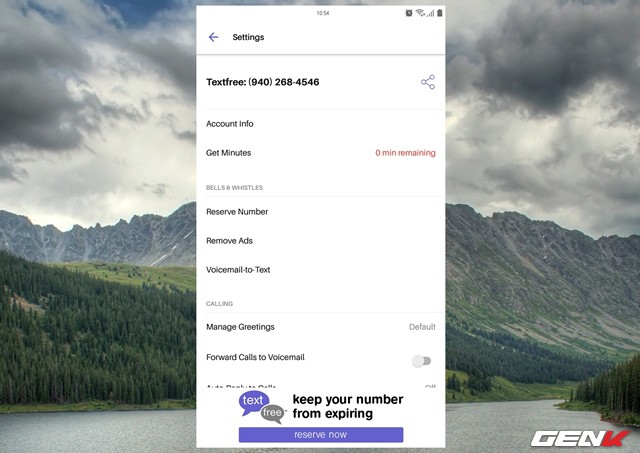 10:54
Settings
Textfree: (940) 268-4546
Account Info
Get Minutes 0 min remaining
BELLS & WHISTLES
Reserve Number
Remove Ads
Voicemail-to-Text
CALLING
Manage Greetings Default
Forward Calls to Voicemail
Auto-Reply to Calls Off
text free keep your number
from expiring
reserve now
GENK